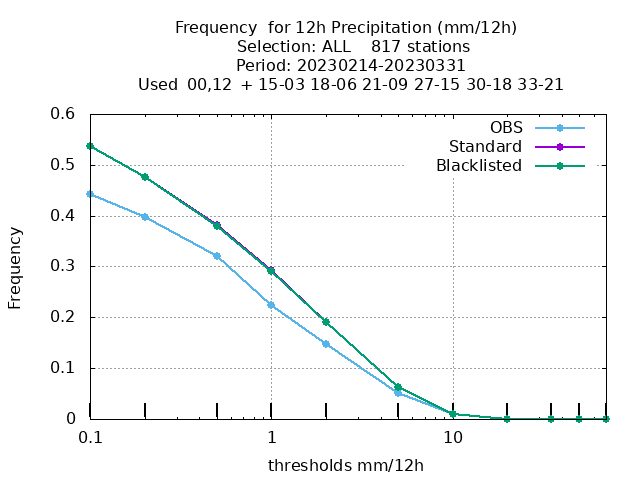 Frequency  for 12h Precipitation (mm/12h)
Selection: ALL    817 stations
Period: 20230214-20230331
Used  00,12  + 15-03 18-06 21-09 27-15 30-18 33-21
OBS
Standard
Blacklisted
Frequency
0.6
0.5
0.4
0.3
0.2
0.1
0
0.1
1
10
thresholds mm/12h